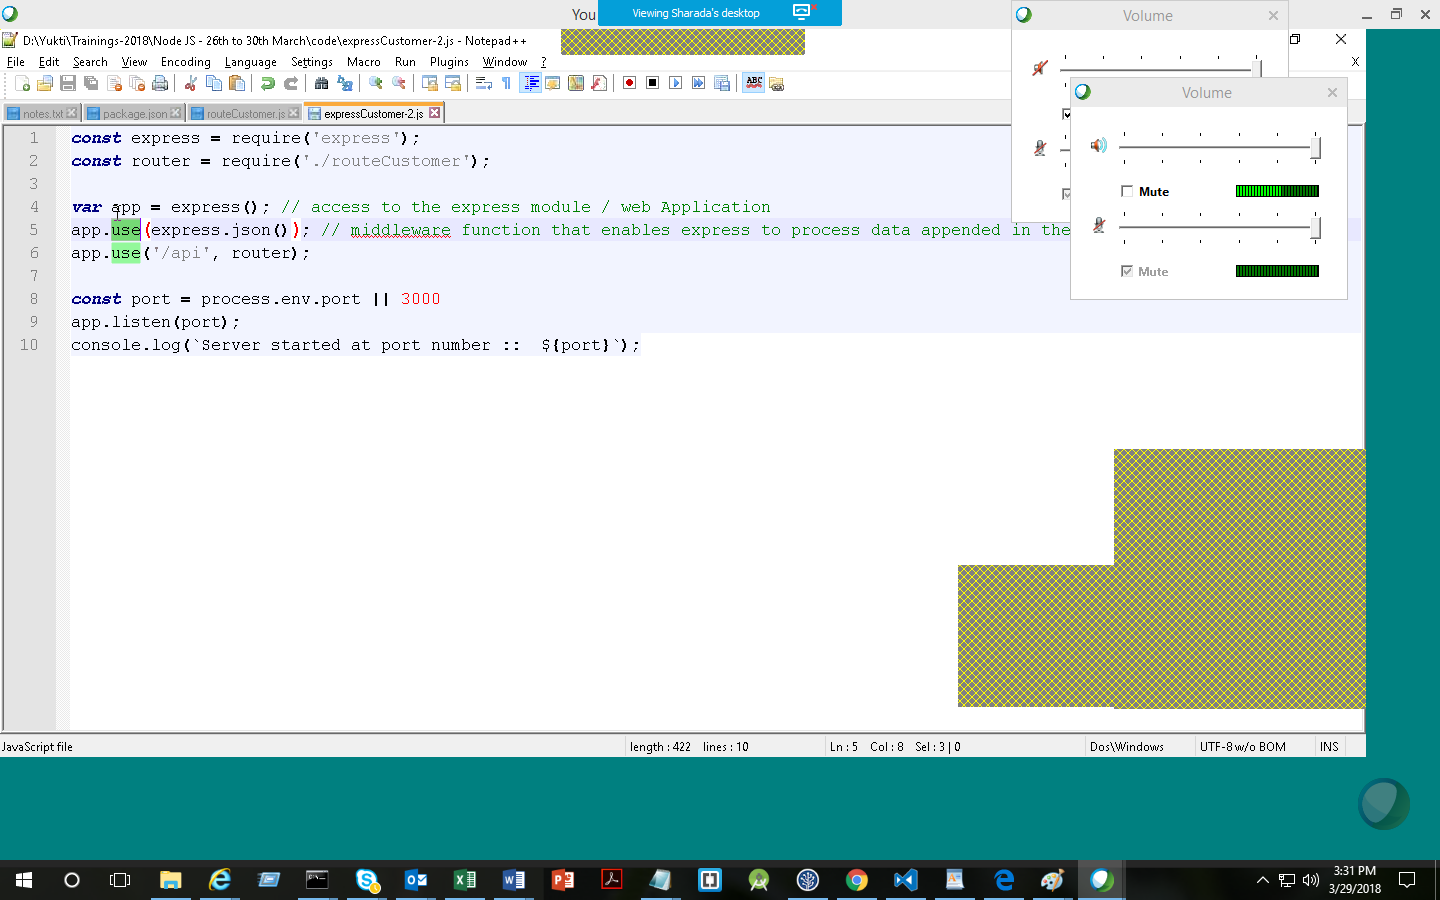 You
Viewing Sharada's desktop
Volume
D:\Yukti\Trainings-2018\Node JS - 26th to 30th March\code\expressCustomer-2.js - Notepad++
File Edit Search View Encoding Language Settings Macro Run Plugins Window ?
X
Volume
notes.txt package.json routeCustomer.js expressCustomer-2.js
1 const express = require('express');
2 const router = require('./routeCustomer');
3
4 var app = express(); // access to the express module / web Application
5 app.use(express.json()); // middleware function that enables express to process data appended in the
6 app.use('/api', router);
7
8 const port = process.env.port || 3000
9 app.listen(port);
10 console.log(`Server started at port number ::  ${port}`);
Mute
Mute
JavaScript file length : 422 lines : 10 Ln : 5 Col : 8 Sel : 3 | 0 Dos\Windows UTF-8 w/o BOM INS
3:31 PM
3/29/2018